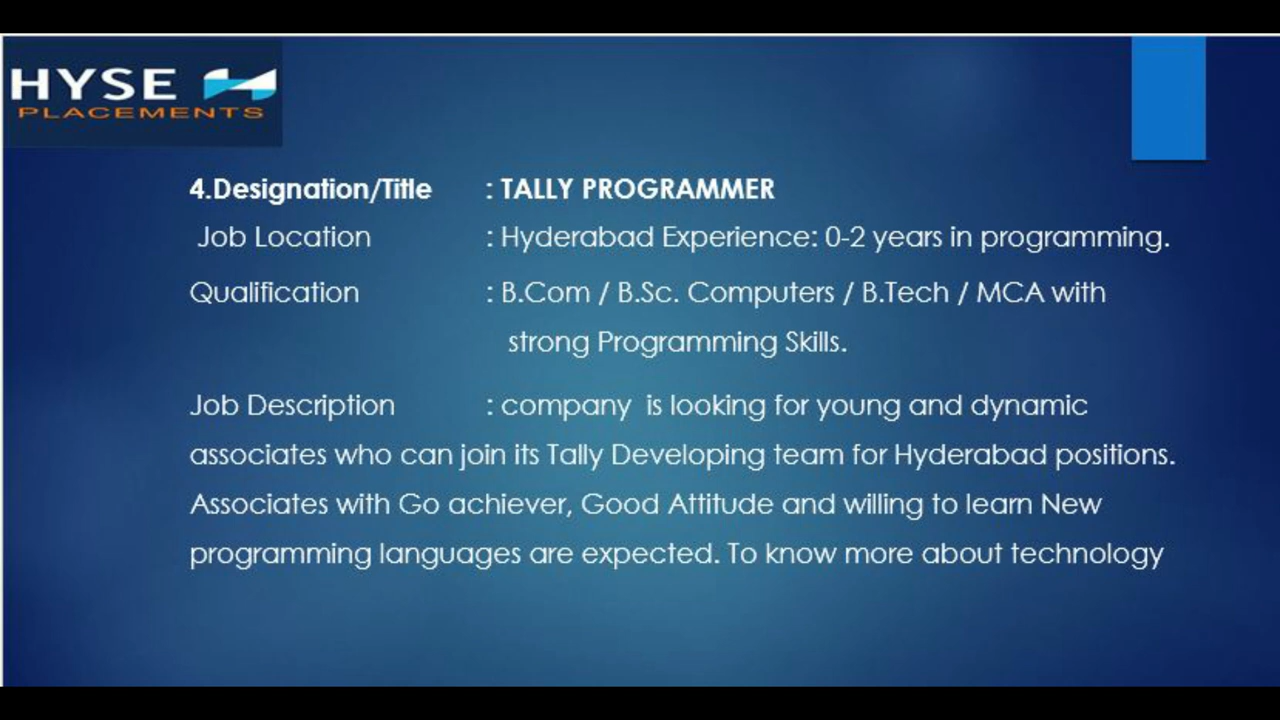 HYSE
PLACEMENTS
4.Designation/Title : TALLY PROGRAMMER
Job Location : Hyderabad Experience: 0-2 years in programming.
Qualification : B.Com / B.Sc. Computers / B.Tech / MCA with
strong Programming Skills.
Job Description : company is looking for young and dynamic
associates who can join its Tally Developing team for Hyderabad positions.
Associates with Go achiever, Good Attitude and willing to learn New
programming languages are expected. To know more about technology